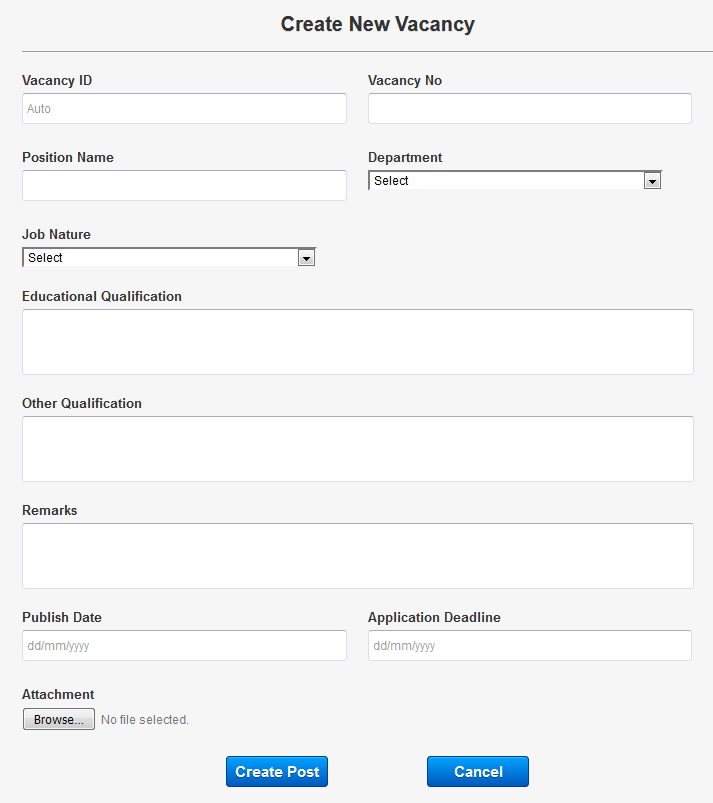 Create New Vacancy
Vacancy ID Vacancy No
Auto
Position Name Department
Select
Job Nature
Select
Educational Qualification
Other Qualification
Remarks
Publish Date Application Deadline
dd/mm/yyyy dd/mm/yyyy
Attachment
Browse... No file selected.
Create Post Cancel